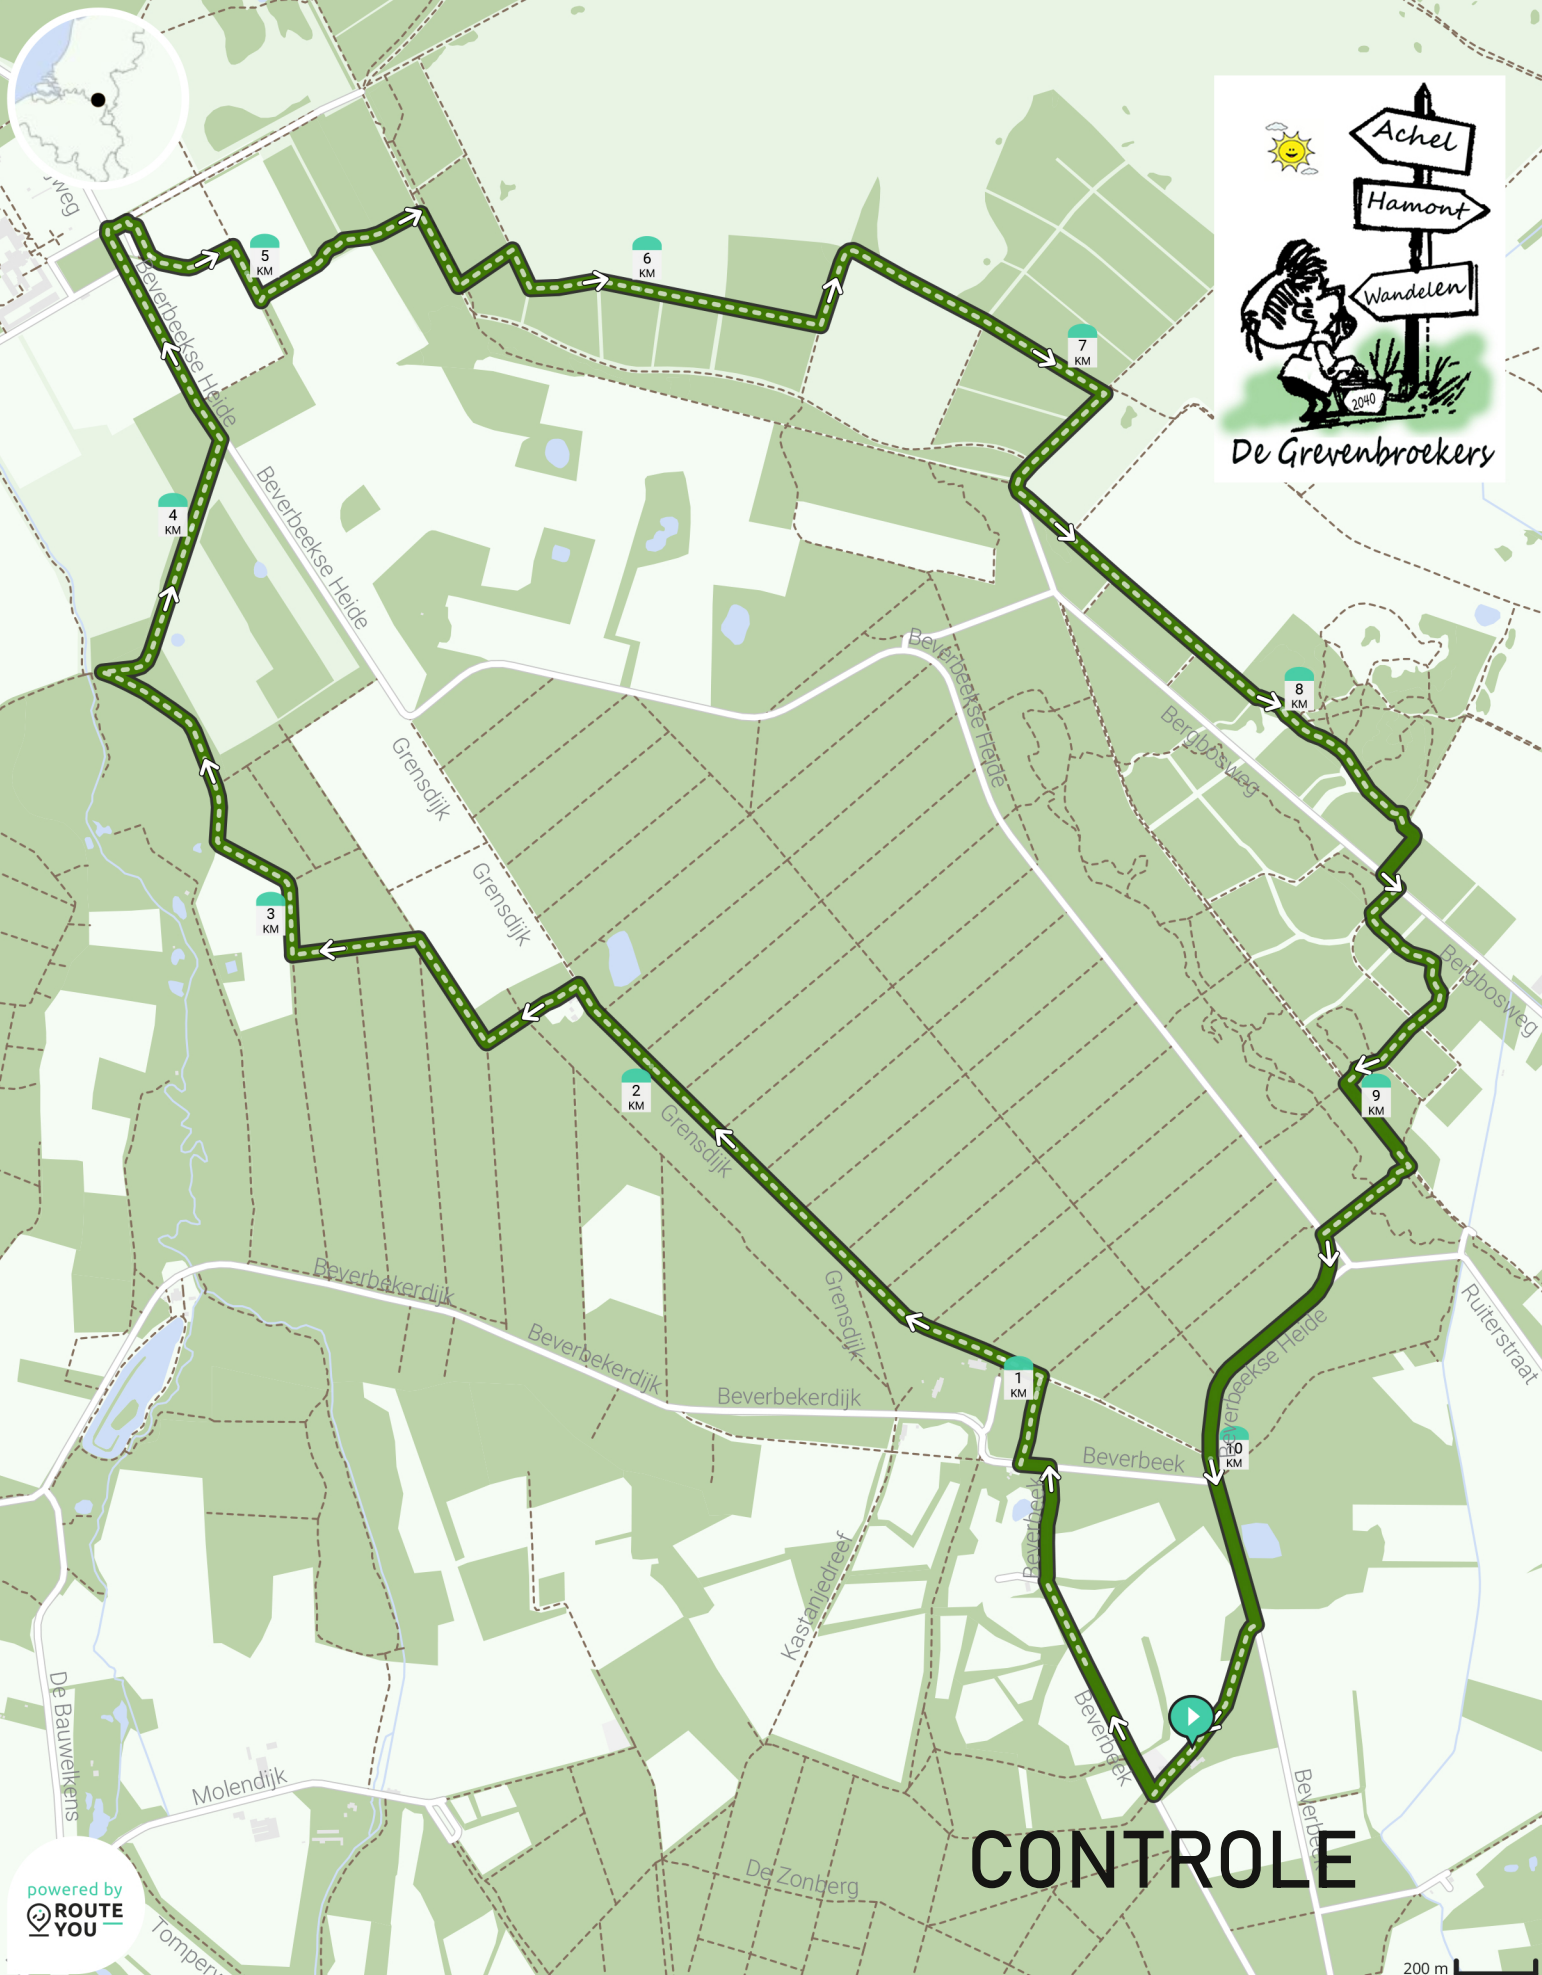 jweg
Achel
Hamont
Wandelen
2040
De Grevenbroekers
5
KM
6
KM
7
KM
Beverbeekse Heide
4
KM
Beverbeekse Heide
Beverbeekse Heide
8
KM
Bergbosweg
Grensdijk
Grensdijk
3
KM
Bergbosweg
2
KM
Grensdijk
9
KM
Beverbekerdijk
Grensdijk
Beverbekerdijk
Beverbeekse Heide
Ruiterstraat
1
KM
Beverbekerdijk
Beverbeek
10
KM
Beverbeek
Kastanjedreef
Beverbeek
De Bauwelkens
Molendijk
Beverbeek
CONTROLE
De Zonberg
powered by
ROUTE
YOU
Tomperw
200 m